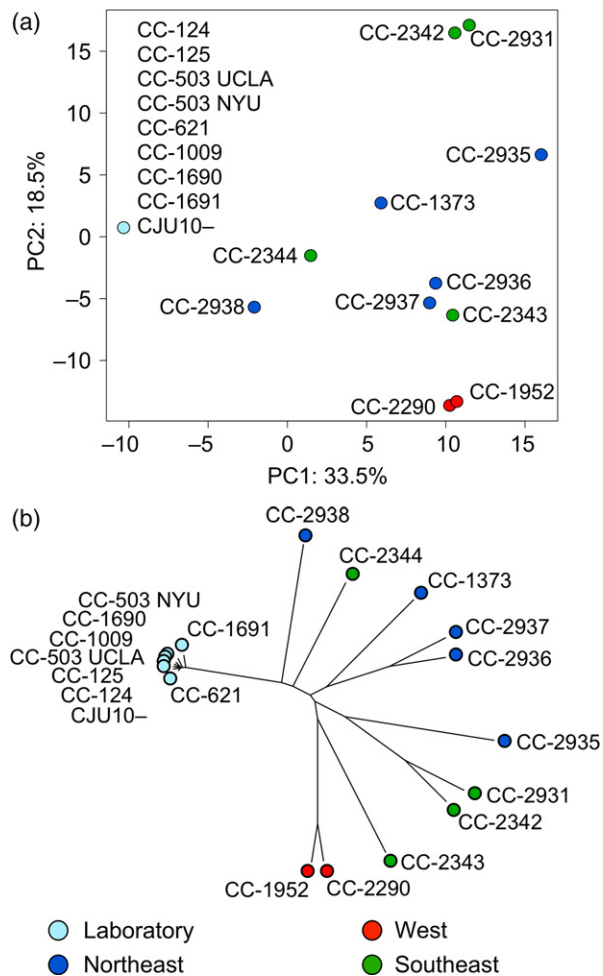 (a)
CC-124
CC-125
CC-503 UCLA
CC-503 NYU
CC-621
CC-1009
CC-1690
CC-1691
CJU10–
CC-2342
CC-2931
CC-2935
CC-1373
CC-2344
CC-2936
CC-2938
CC-2937
CC-2343
CC-1952
CC-2290
15
10
5
0
–5
–10
PC2: 18.5%
–10 –5 0 5 10 15
PC1: 33.5%
(b)
CC-2938
CC-2344
CC-503 NYU
CC-1373
CC-1690
CC-1691
CC-1009
CC-2937
CC-503 UCLA
CC-2936
CC-125
CC-124
CC-621
CJU10–
CC-2935
CC-2931
CC-2342
CC-2343
CC-1952
CC-2290
Laboratory
West
Northeast
Southeast